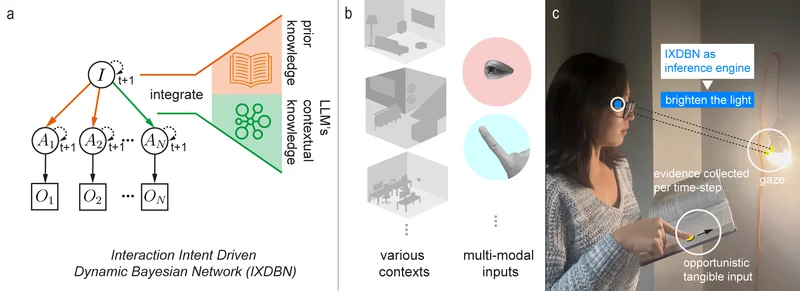 a
I
t+1
integrate
prior
knowledge
LLM's
contextual
knowledge
A1
t+1
A2
t+1
...
AN
t+1
O1
O2
...
ON
Interaction Intent Driven
Dynamic Bayesian Network (IXDBN)
b
various
contexts
multi-modal
inputs
c
IXDBN as
inference engine
brighten the light
evidence collected
per time-step
gaze
opportunistic
tangible input